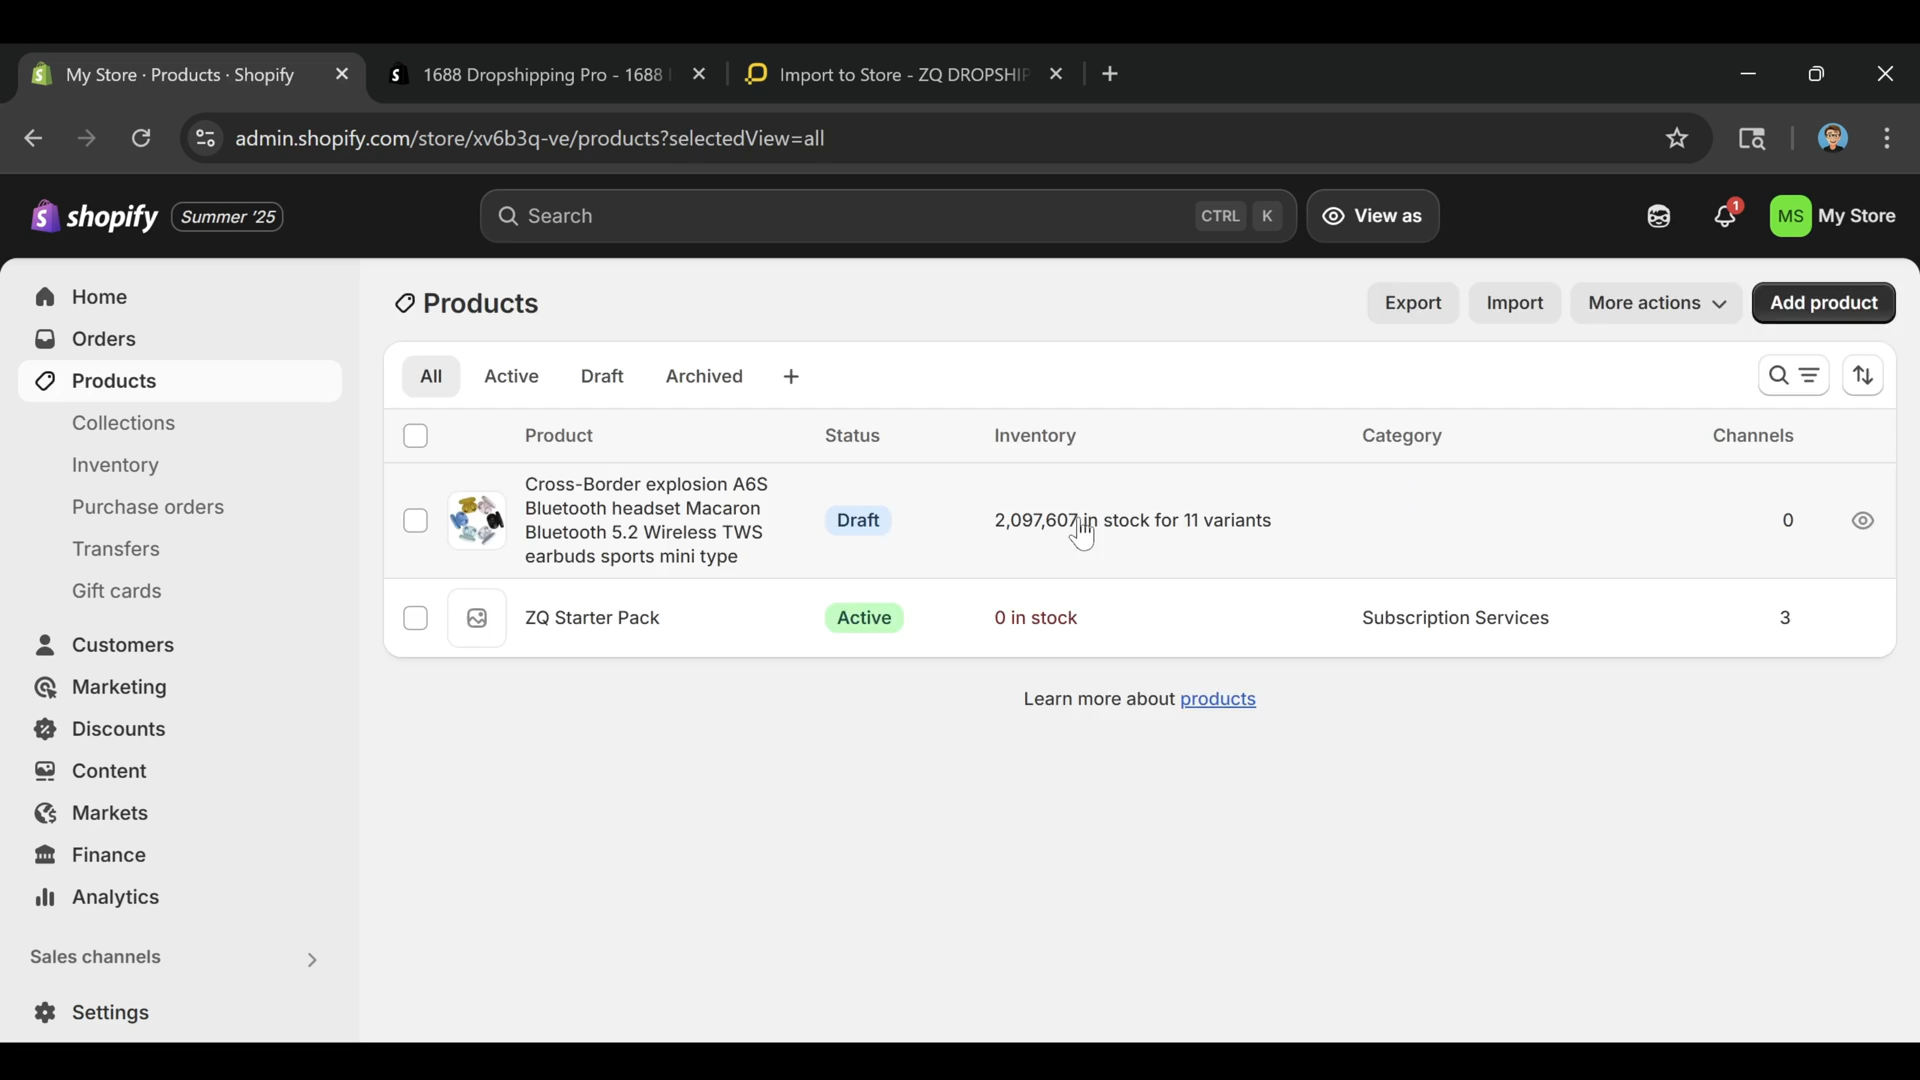 My Store · Products · Shopify
1688 Dropshipping Pro - 1688
Import to Store - ZQ DROPSHIP
admin.shopify.com/store/xv6b3q-ve/products?selectedView=all
shopify
Summer '25
Search
CTRL K
View as
1
MS
My Store
Home
Orders
Products
Collections
Inventory
Purchase orders
Transfers
Gift cards
Customers
Marketing
Discounts
Content
Markets
Finance
Analytics
Sales channels
Settings
Products
Export
Import
More actions
Add product
All
Active
Draft
Archived
+
Product
Status
Inventory
Category
Channels
Cross-Border explosion A6S
Bluetooth headset Macaron
Bluetooth 5.2 Wireless TWS
earbuds sports mini type
Draft
2,097,607 in stock for 11 variants
0
ZQ Starter Pack
Active
0 in stock
Subscription Services
3
Learn more about products